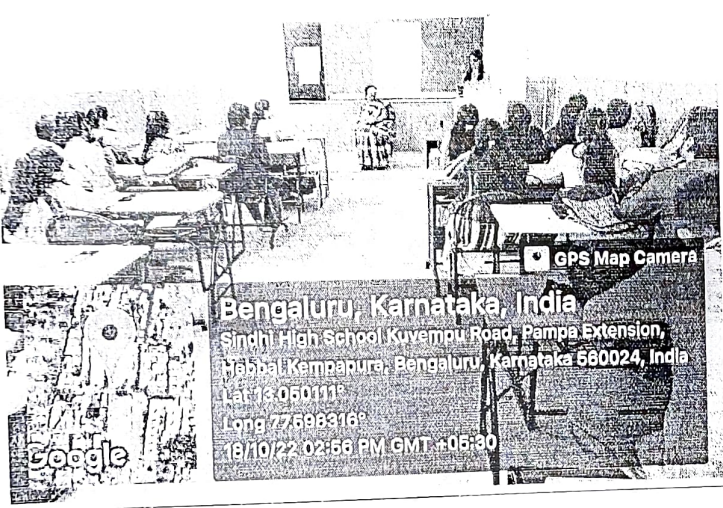 GPS Map Camera
Bengaluru, Karnataka, India
Sindhi High School Kuvempu Road, Pampa Extension,
Hebbal Kempapura, Bengaluru, Karnataka 560024, India
Lat 13.050111°
Long 77.598316°
18/10/22 02:56 PM GMT +05:30
Google